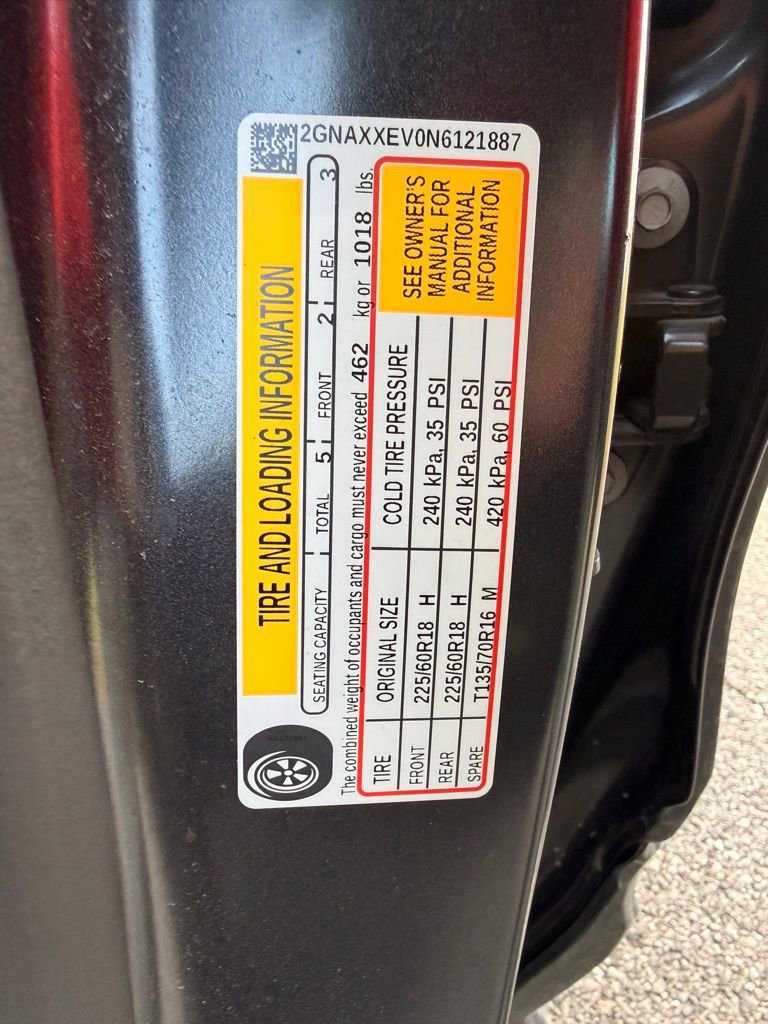 2GNAXXEV0N6121887
TIRE AND LOADING INFORMATION
SEATING CAPACITY TOTAL 5 FRONT 2 REAR 3
The combined weight of occupants and cargo must never exceed 462 kg or 1018 lbs.
TIRE ORIGINAL SIZE COLD TIRE PRESSURE
FRONT 225/60R18 H 240 kPa, 35 PSI
REAR 225/60R18 H 240 kPa, 35 PSI
SPARE T135/70R16 M 420 kPa, 60 PSI
SEE OWNER'S
MANUAL FOR
ADDITIONAL
INFORMATION